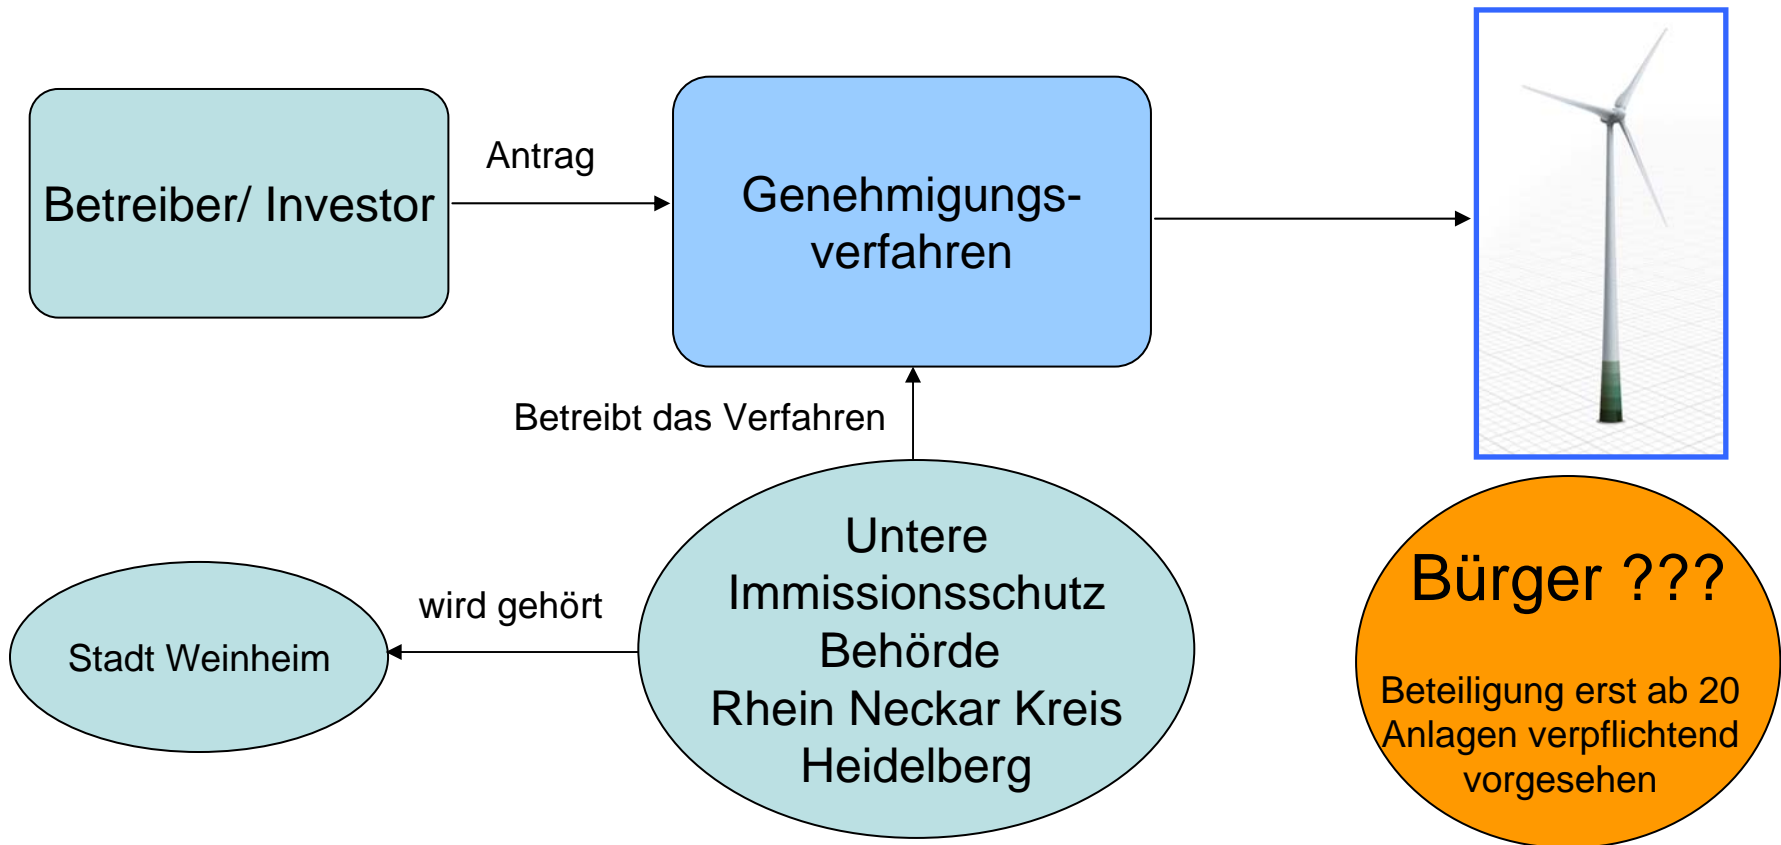 Betreiber/ Investor
Antrag
Genehmigungs-
verfahren
Betreibt das Verfahren
Untere
Immissionsschutz
Behörde
Rhein Neckar Kreis
Heidelberg
wird gehört
Stadt Weinheim
Bürger ???
Beteiligung erst ab 20
Anlagen verpflichtend
vorgesehen